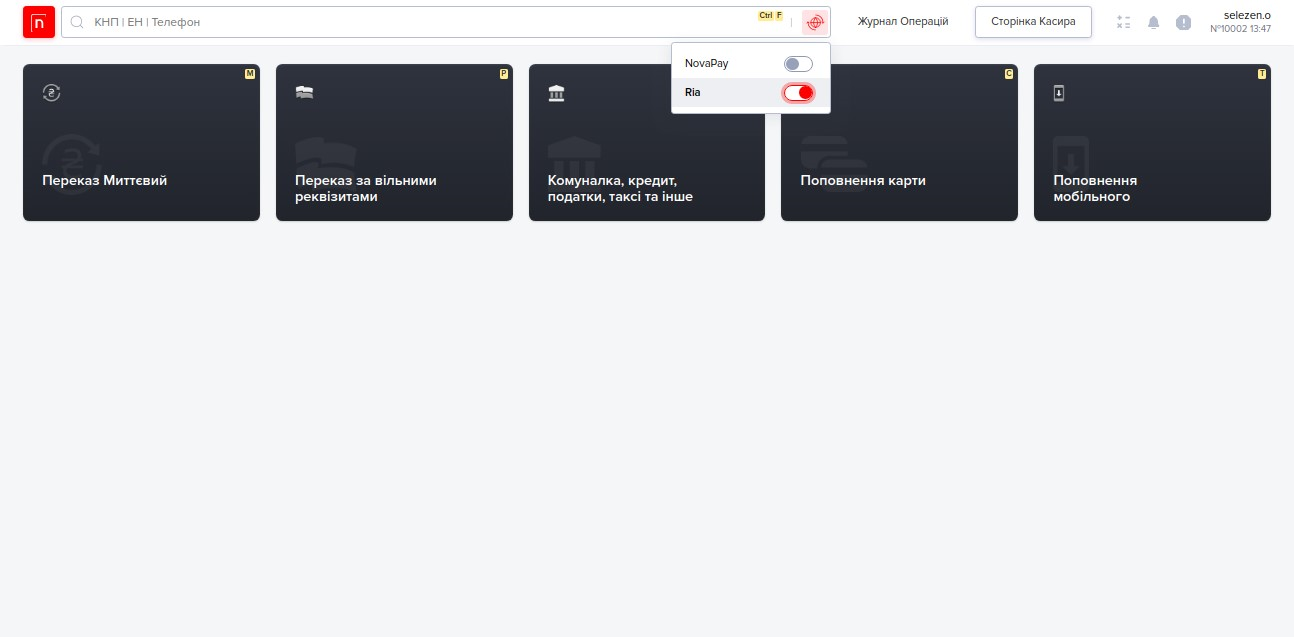 n
КНП | ЕН | Телефон
Ctrl F
Журнал Операцій
Сторінка Касира
selezen.o
№10002 13:47
NovaPay
Ria
M
Переказ Миттєвий
P
Переказ за вільними
реквізитами
Комуналка, кредит,
податки, таксі та інше
C
Поповнення карти
T
Поповнення
мобільного